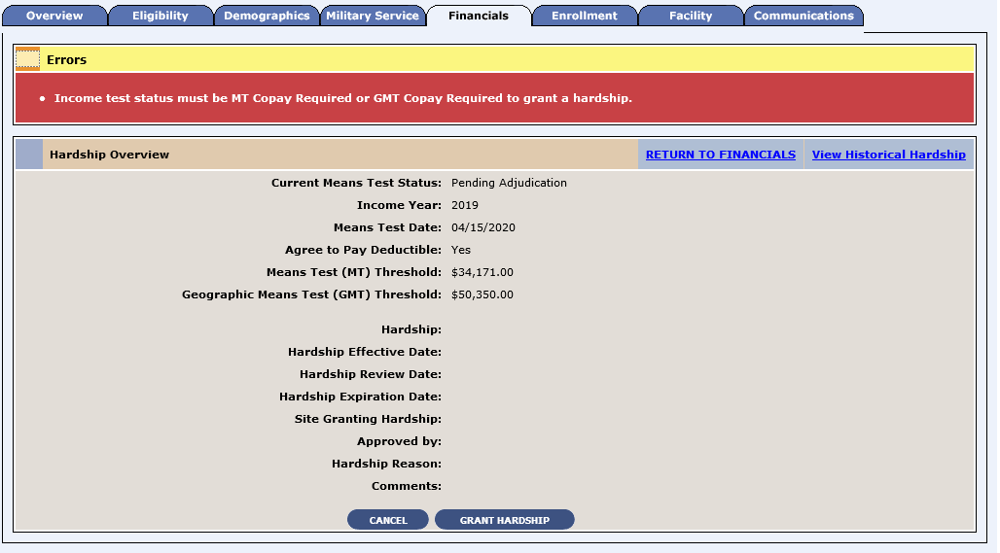 Overview Eligibility Demographics Military Service Financials Enrollment Facility Communications
Errors
• Income test status must be MT Copay Required or GMT Copay Required to grant a hardship.
Hardship Overview RETURN TO FINANCIALS View Historical Hardship
Current Means Test Status: Pending Adjudication
Income Year: 2019
Means Test Date: 04/15/2020
Agree to Pay Deductible: Yes
Means Test (MT) Threshold: $34,171.00
Geographic Means Test (GMT) Threshold: $50,350.00
Hardship:
Hardship Effective Date:
Hardship Review Date:
Hardship Expiration Date:
Site Granting Hardship:
Approved by:
Hardship Reason:
Comments:
CANCEL GRANT HARDSHIP